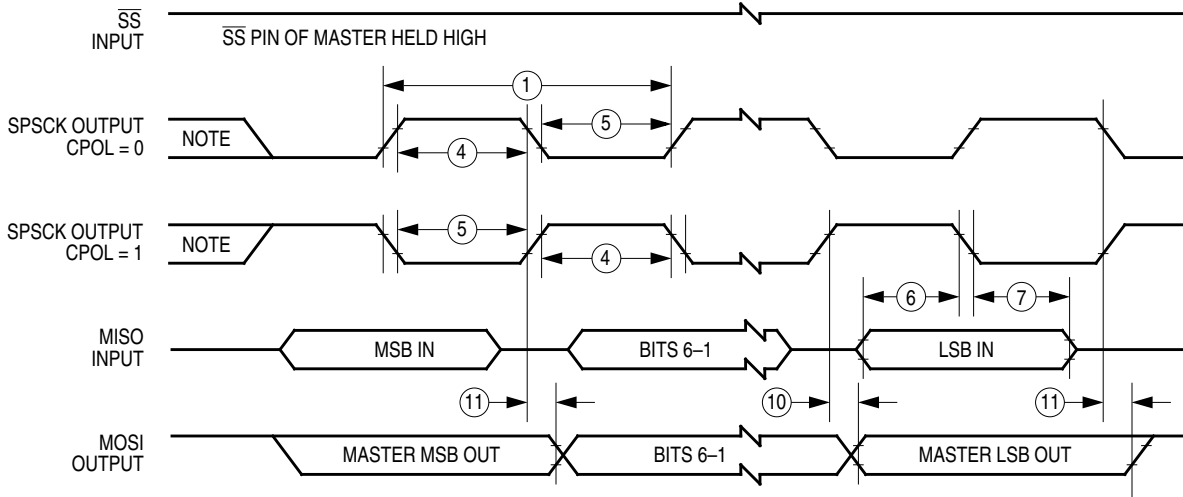 SS
INPUT
SS PIN OF MASTER HELD HIGH
1
SPSCK OUTPUT
CPOL = 0
NOTE
5
4
SPSCK OUTPUT
CPOL = 1
NOTE
5
4
6
7
MISO
INPUT
MSB IN
BITS 6–1
LSB IN
11
10
11
MOSI
OUTPUT
MASTER MSB OUT
BITS 6–1
MASTER LSB OUT